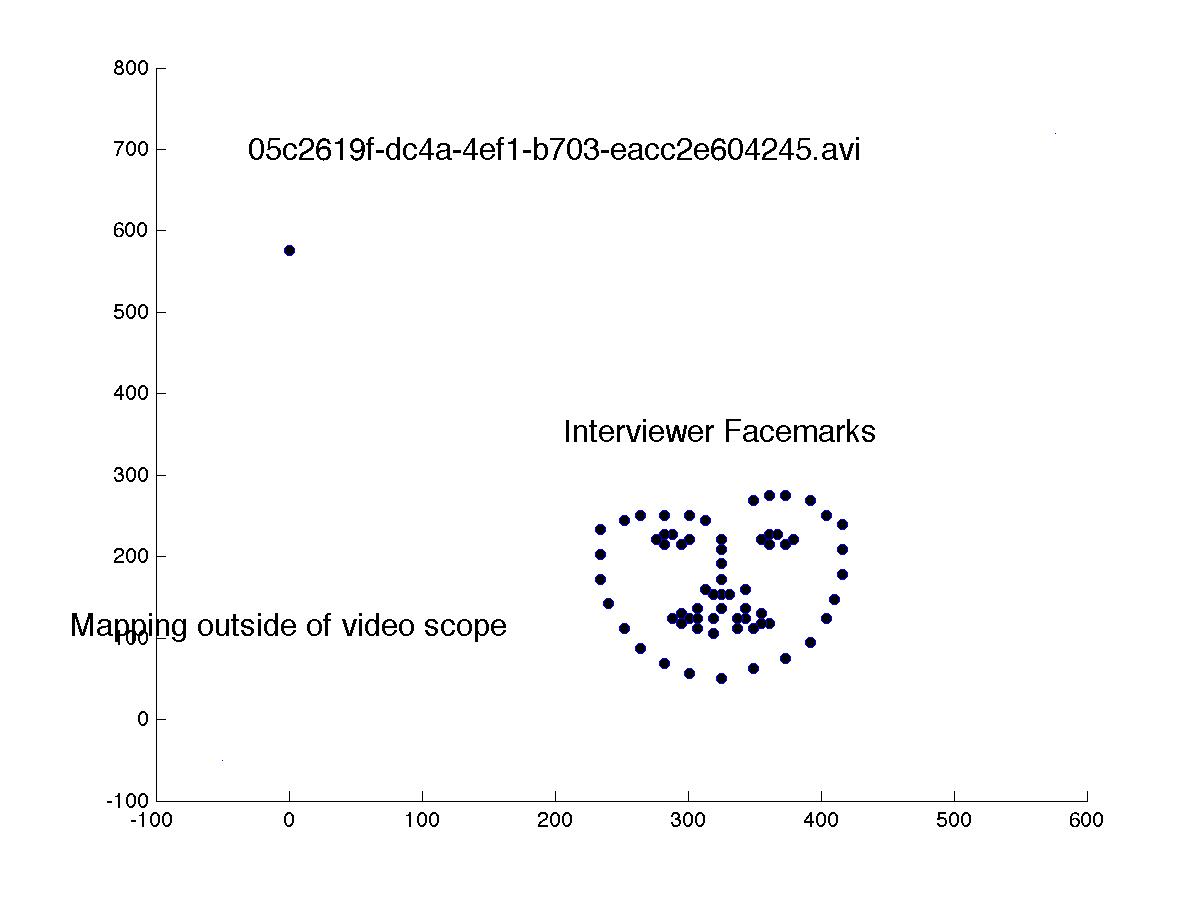 800
700
05c2619f-dc4a-4ef1-b703-eacc2e604245.avi
600
500
400
Interviewer Facemarks
300
200
Mapping outside of video scope
100
0
-100
-100 0 100 200 300 400 500 600